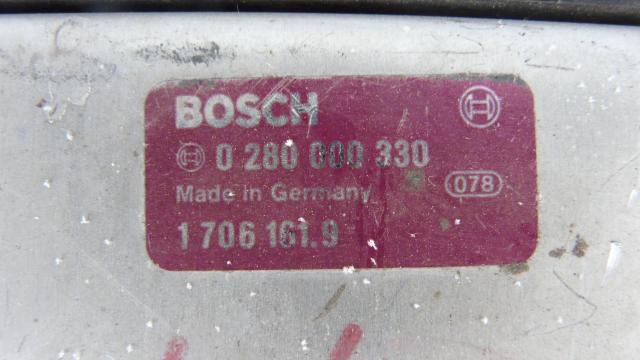 BOSCH
0 280 000 330
Made in Germany
078
1 706 161.9